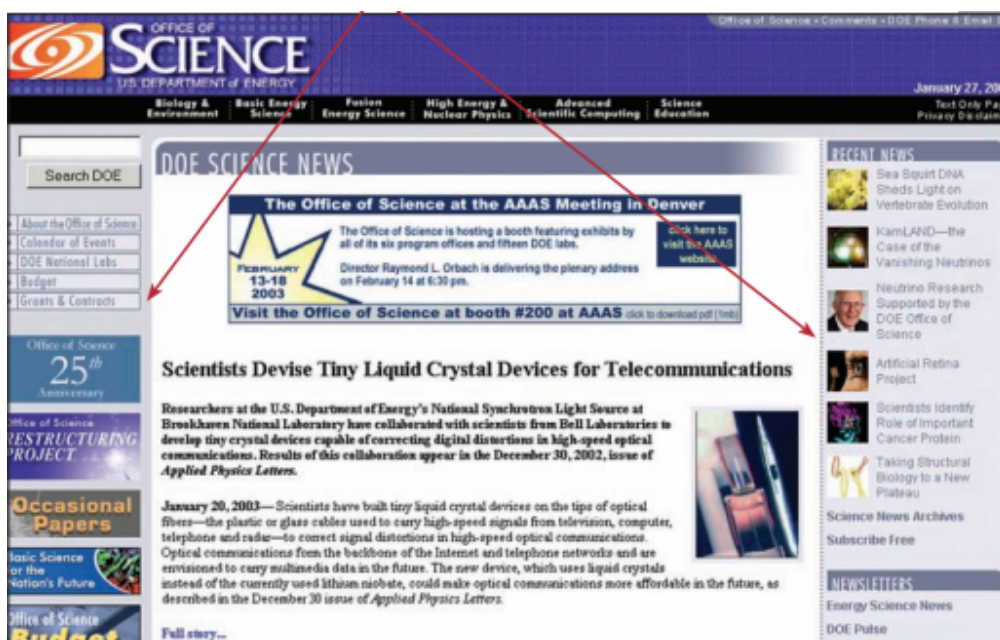 Office of Science • Comments • DOE Phone & Email
OFFICE OF
SCIENCE
U.S. DEPARTMENT of ENERGY
January 27, 20
Biology & Environment
Basic Energy Science
Fusion Energy Science
High Energy & Nuclear Physics
Advanced Scientific Computing
Science Education
Text Only Pa
Privacy Disclaim
Search DOE
About the Office of Science
Calendar of Events
DOE National Labs
Budget
Grants & Contracts
Office of Science
25th
Anniversary
Office of Science
RESTRUCTURING
PROJECT
Occasional
Papers
Basic Science
for the
Nation's Future
Office of Science
Budget
DOE SCIENCE NEWS
The Office of Science at the AAAS Meeting in Denver
FEBRUARY
13-18
2003
The Office of Science is hosting a booth featuring exhibits by
all of its six program offices and fifteen DOE labs.
Director Raymond L. Orbach is delivering the plenary address
on February 14 at 6:30 pm.
click here to
visit the AAAS
website
Visit the Office of Science at booth #200 at AAAS click to download pdf (1mb)
Scientists Devise Tiny Liquid Crystal Devices for Telecommunications
Researchers at the U.S. Department of Energy's National Synchrotron Light Source at
Brookhaven National Laboratory have collaborated with scientists from Bell Laboratories to
develop tiny crystal devices capable of correcting digital distortions in high-speed optical
communications. Results of this collaboration appear in the December 30, 2002, issue of
Applied Physics Letters.
January 20, 2003— Scientists have built tiny liquid crystal devices on the tips of optical
fibers—the plastic or glass cables used to carry high-speed signals from television, computer,
telephone and radar—to correct signal distortions in high-speed optical communications.
Optical communications form the backbone of the Internet and telephone networks and are
envisioned to carry multimedia data in the future. The new device, which uses liquid crystals
instead of the currently used lithium niobate, could make optical communications more affordable in the future, as
described in the December 30 issue of Applied Physics Letters.
Full story...
RECENT NEWS
Sea Squirt DNA
Sheds Light on
Vertebrate Evolution
KamLAND—the
Case of the
Vanishing Neutrinos
Neutrino Research
Supported by the
DOE Office of
Science
Artificial Retina
Project
Scientists Identify
Role of Important
Cancer Protein
Taking Structural
Biology to a New
Plateau
Science News Archives
Subscribe Free
NEWSLETTERS
Energy Science News
DOE Pulse